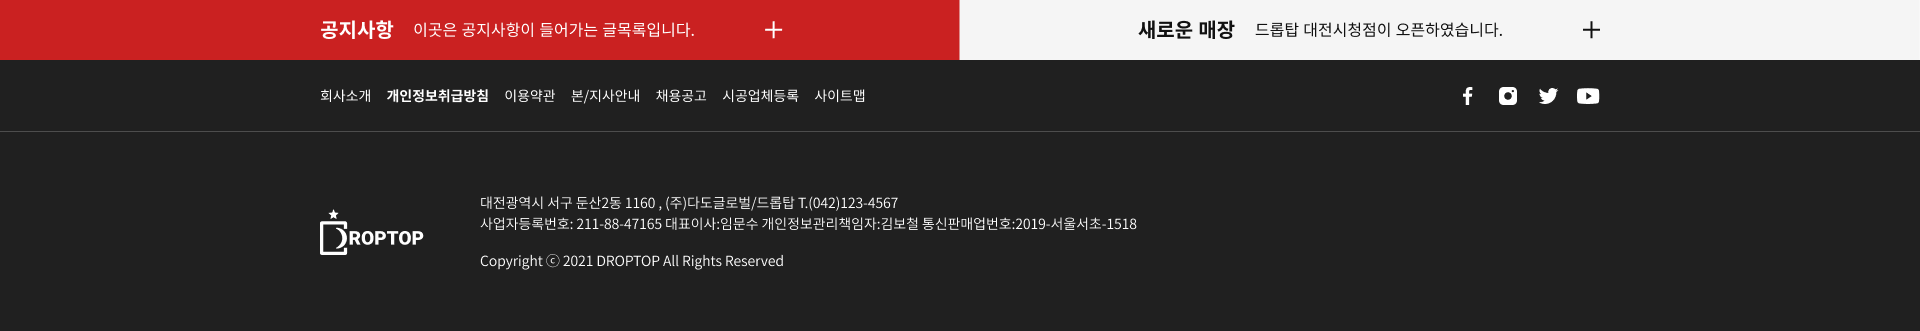 공지사항 이곳은 공지사항이 들어가는 글목록입니다. +
새로운 매장 드롭탑 대전시청점이 오픈하였습니다. +
회사소개 개인정보취급방침 이용약관 본/지사안내 채용공고 시공업체등록 사이트맵
DROPTOP
대전광역시 서구 둔산2동 1160 , (주)다도글로벌/드롭탑 T.(042)123-4567
사업자등록번호: 211-88-47165 대표이사:임문수 개인정보관리책임자:김보철 통신판매업번호:2019-서울서초-1518
Copyright ⓒ 2021 DROPTOP All Rights Reserved